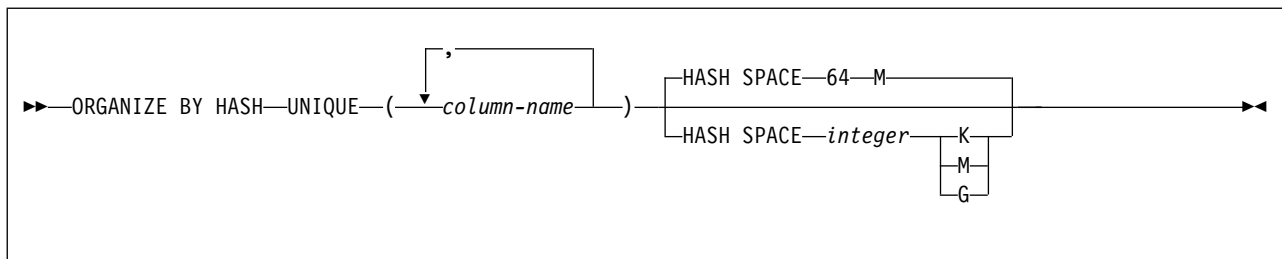 ,
HASH SPACE 64 M
ORGANIZE BY HASH UNIQUE ( column-name )
HASH SPACE integer K
M
G